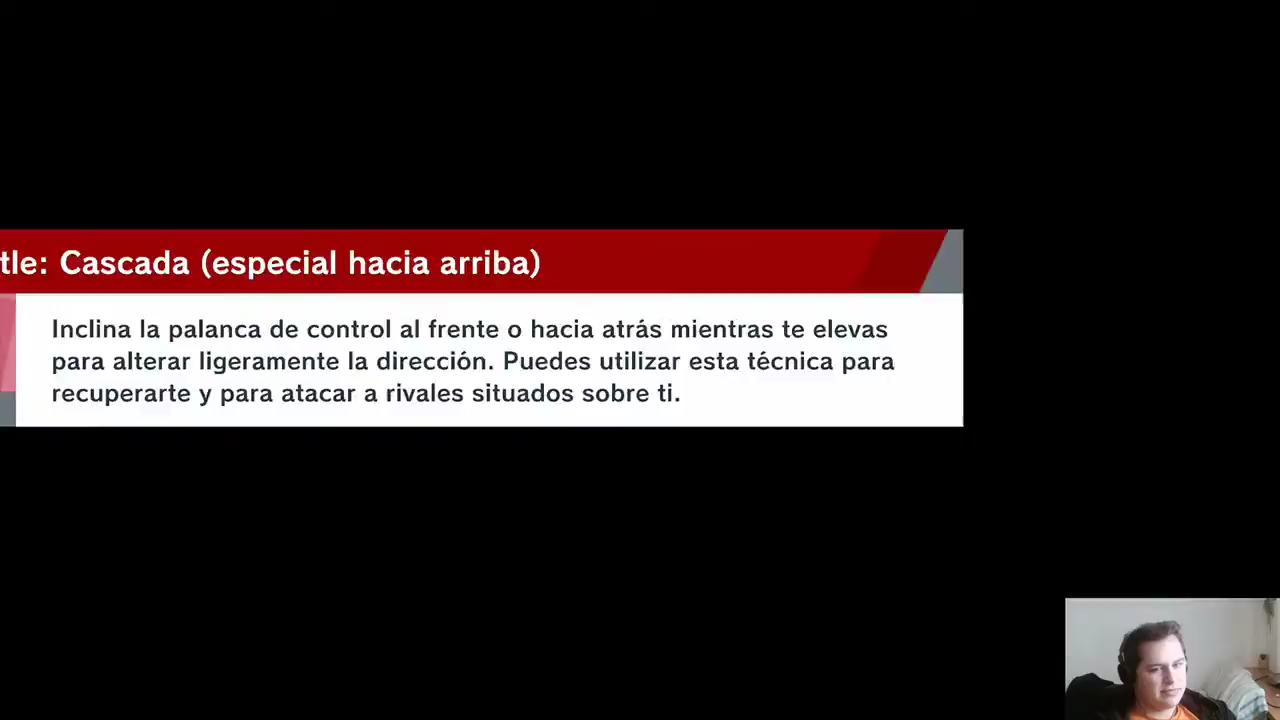 tle: Cascada (especial hacia arriba)
Inclina la palanca de control al frente o hacia atrás mientras te elevas
para alterar ligeramente la dirección. Puedes utilizar esta técnica para
recuperarte y para atacar a rivales situados sobre ti.